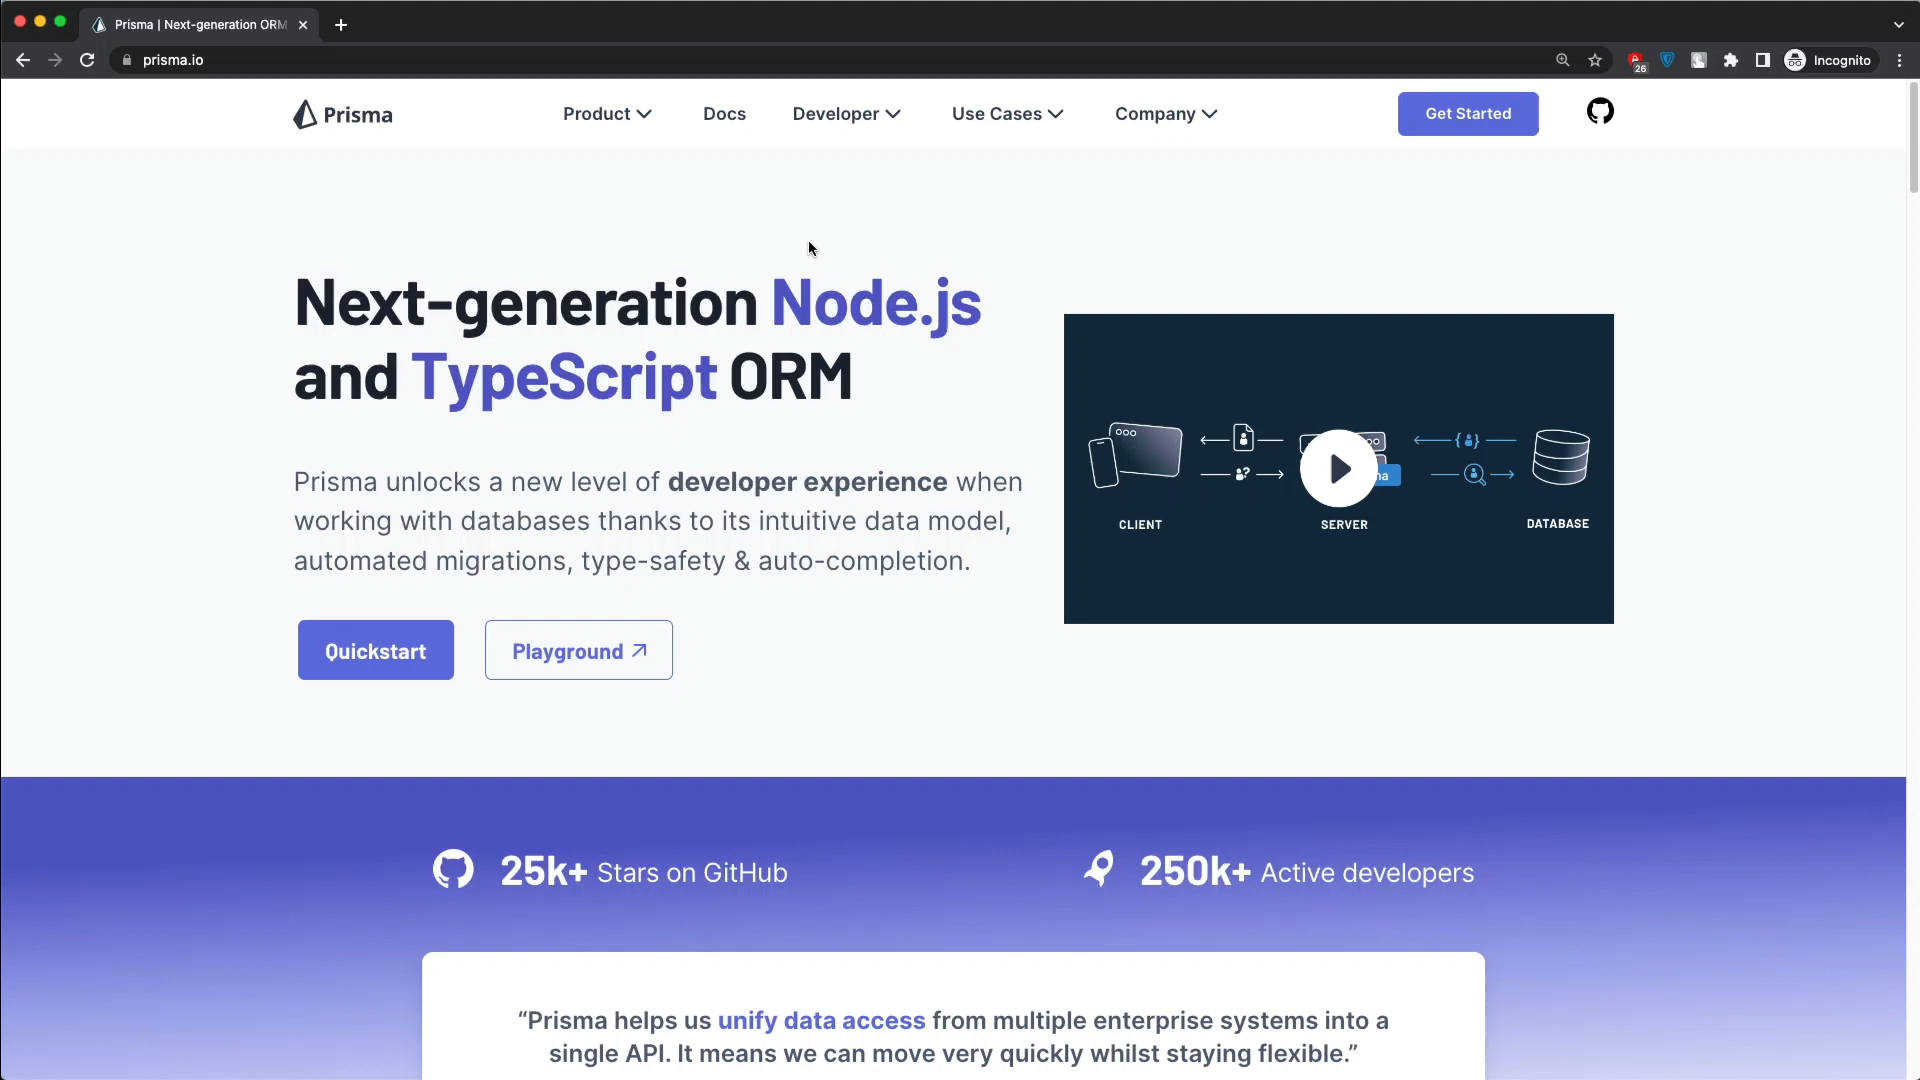 Prisma | Next-generation ORM
prisma.io
26
Incognito
Prisma
Product
Docs
Developer
Use Cases
Company
Get Started
Next-generation Node.js
and TypeScript ORM
Prisma unlocks a new level of developer experience when
working with databases thanks to its intuitive data model,
automated migrations, type-safety & auto-completion.
Quickstart
Playground
CLIENT
SERVER
DATABASE
25k+ Stars on GitHub
250k+ Active developers
“Prisma helps us unify data access from multiple enterprise systems into a
single API. It means we can move very quickly whilst staying flexible.”